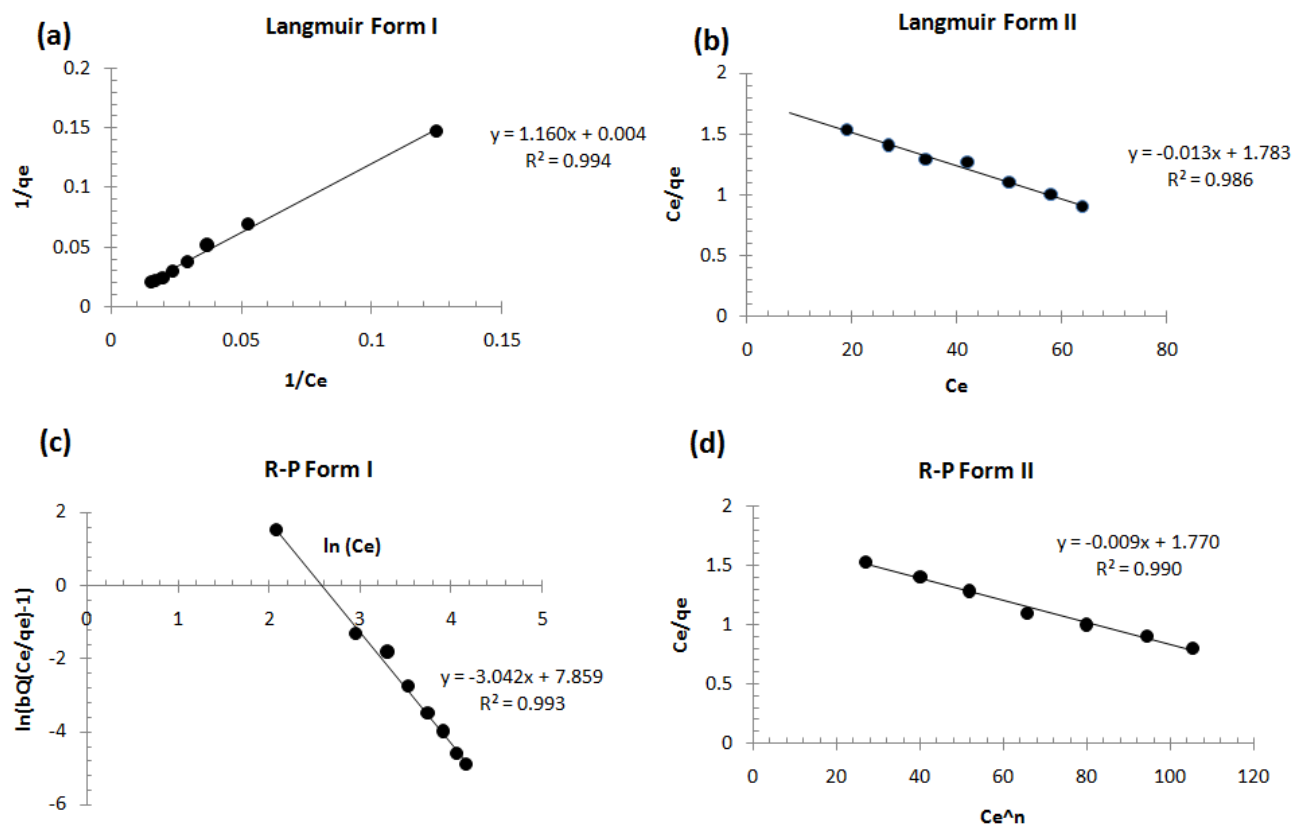 (a)
Langmuir Form I
0.2
0.15
0.1
0.05
0
0
0.05
0.1
0.15
1/qe
1/Ce
y = 1.160x + 0.004
R² = 0.994
(b)
Langmuir Form II
2
1.5
1
0.5
0
0
20
40
60
80
Ce/qe
Ce
y = -0.013x + 1.783
R² = 0.986
(c)
R-P Form I
2
0
-2
-4
-6
0
1
2
3
4
5
ln (Ce)
ln(bQ(Ce/qe)-1)
y = -3.042x + 7.859
R² = 0.993
(d)
R-P Form II
2
1.5
1
0.5
0
0
20
40
60
80
100
120
Ce/qe
Ce^n
y = -0.009x + 1.770
R² = 0.990